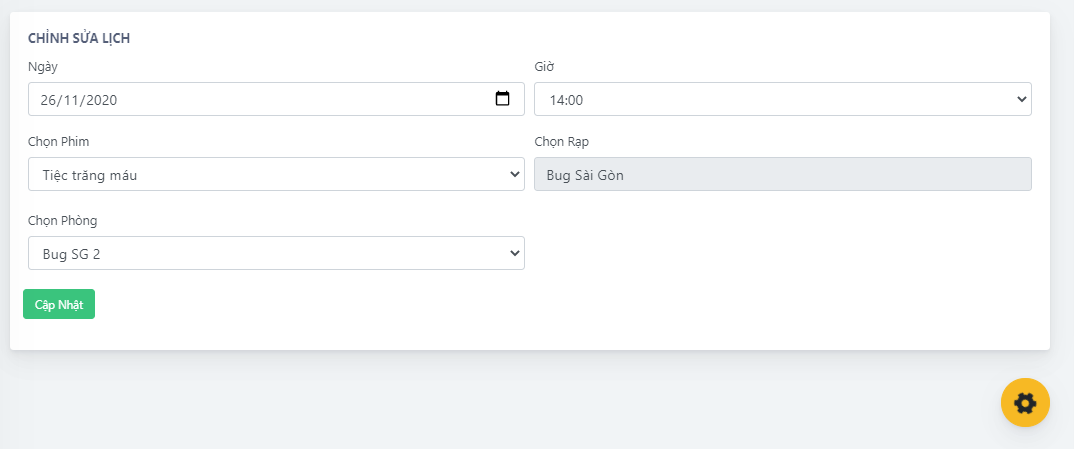 CHỈNH SỬA LỊCH
Ngày
Giờ
26/11/2020
14:00
Chọn Phim
Chọn Rạp
Tiệc trăng máu
Bug Sài Gòn
Chọn Phòng
Bug SG 2
Cập Nhật